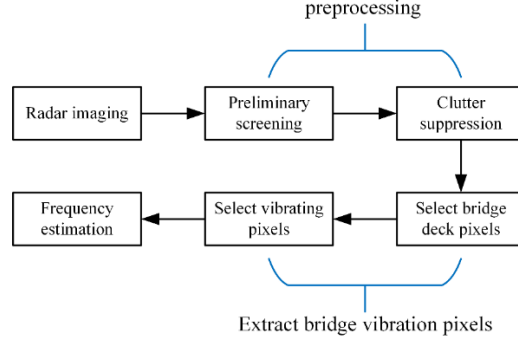 preprocessing
Radar imaging
Preliminary
screening
Clutter
suppression
Select bridge
deck pixels
Select vibrating
pixels
Frequency
estimation
Extract bridge vibration pixels